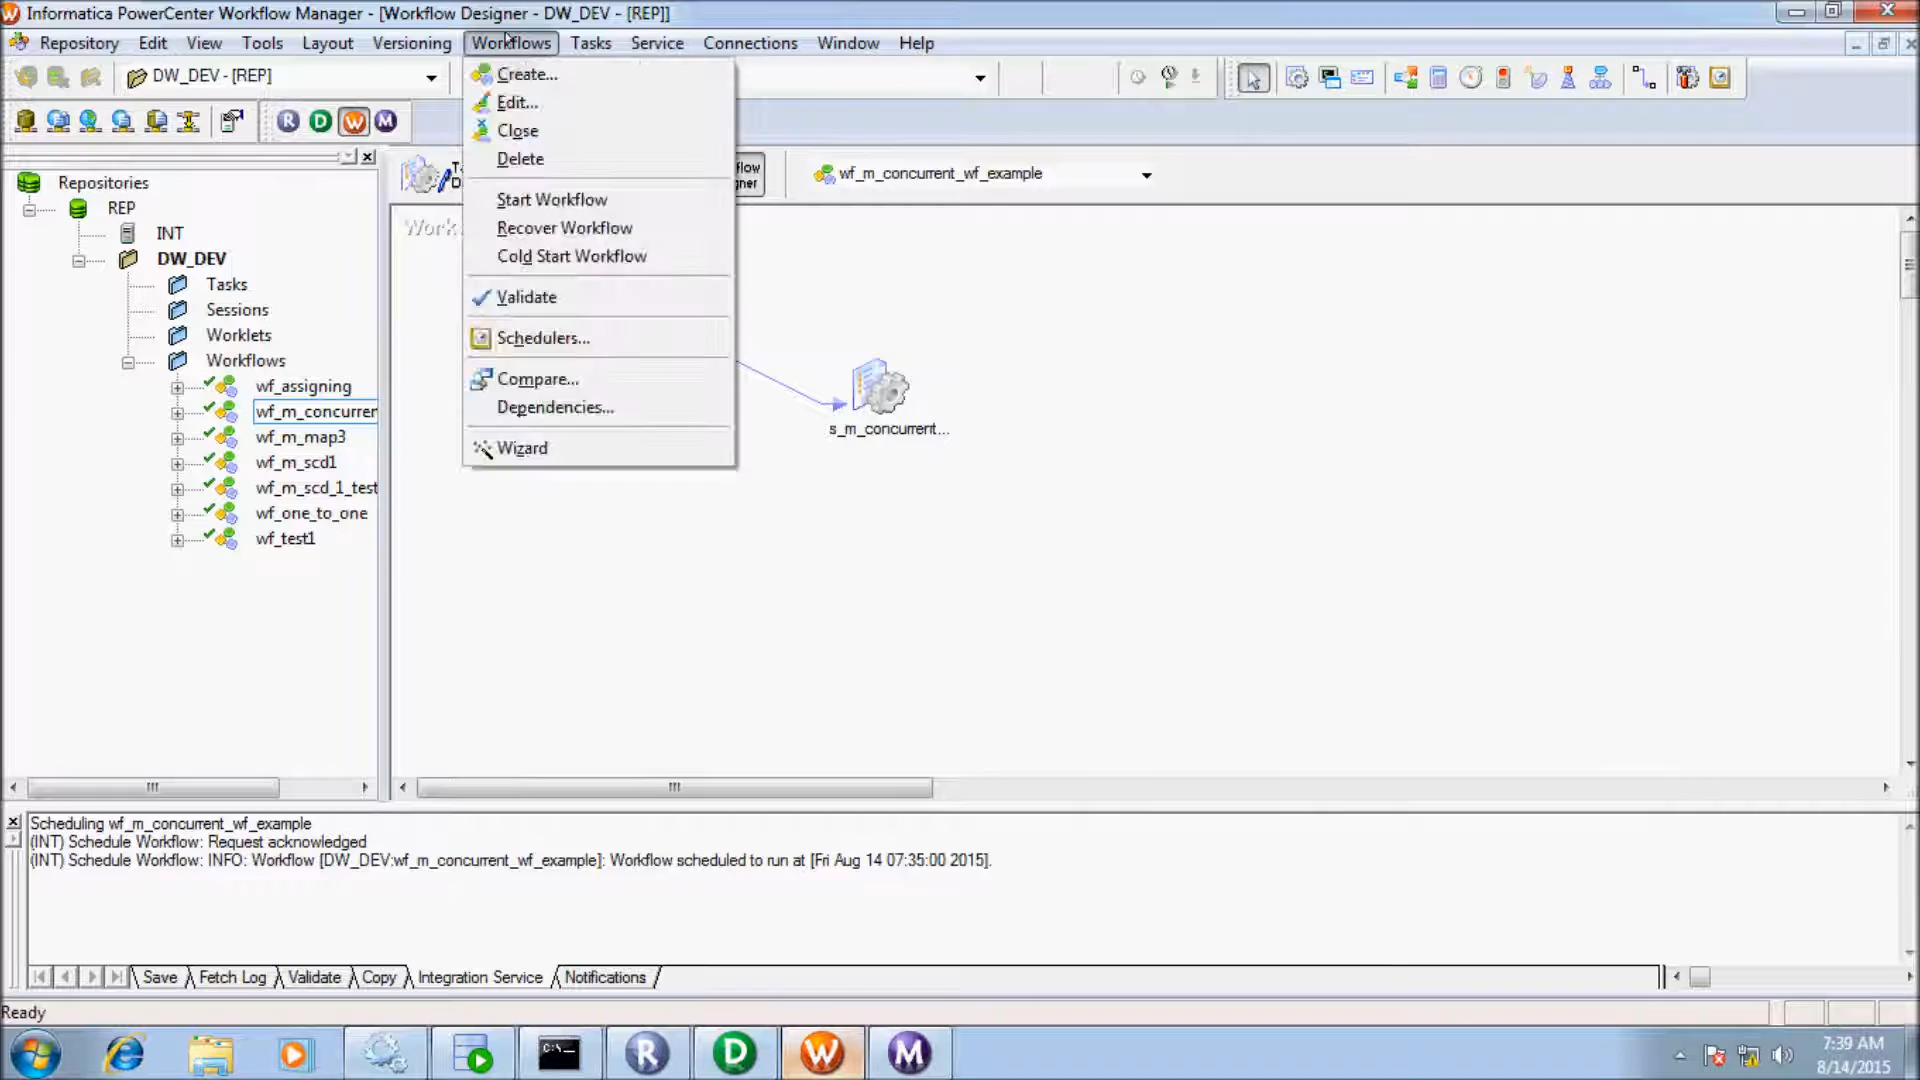 Informatica PowerCenter Workflow Manager - [Workflow Designer - DW_DEV - [REP]]
Repository Edit View Tools Layout Versioning Workflows Tasks Service Connections Window Help
DW_DEV - [REP]
R D W M
Create...
Edit...
Close
Delete
Start Workflow
Recover Workflow
Cold Start Workflow
Validate
Schedulers...
Compare...
Dependencies...
Wizard
wf_m_concurrent_wf_example
Work
Repositories
REP
INT
DW_DEV
Tasks
Sessions
Worklets
Workflows
wf_assigning
wf_m_concurren
wf_m_map3
wf_m_scd1
wf_m_scd_1_test
wf_one_to_one
wf_test1
s_m_concurrent...
Scheduling wf_m_concurrent_wf_example
(INT) Schedule Workflow: Request acknowledged
(INT) Schedule Workflow: INFO: Workflow [DW_DEV:wf_m_concurrent_wf_example]: Workflow scheduled to run at [Fri Aug 14 07:35:00 2015].
Save Fetch Log Validate Copy Integration Service Notifications
Ready
R D W M
7:39 AM
8/14/2015